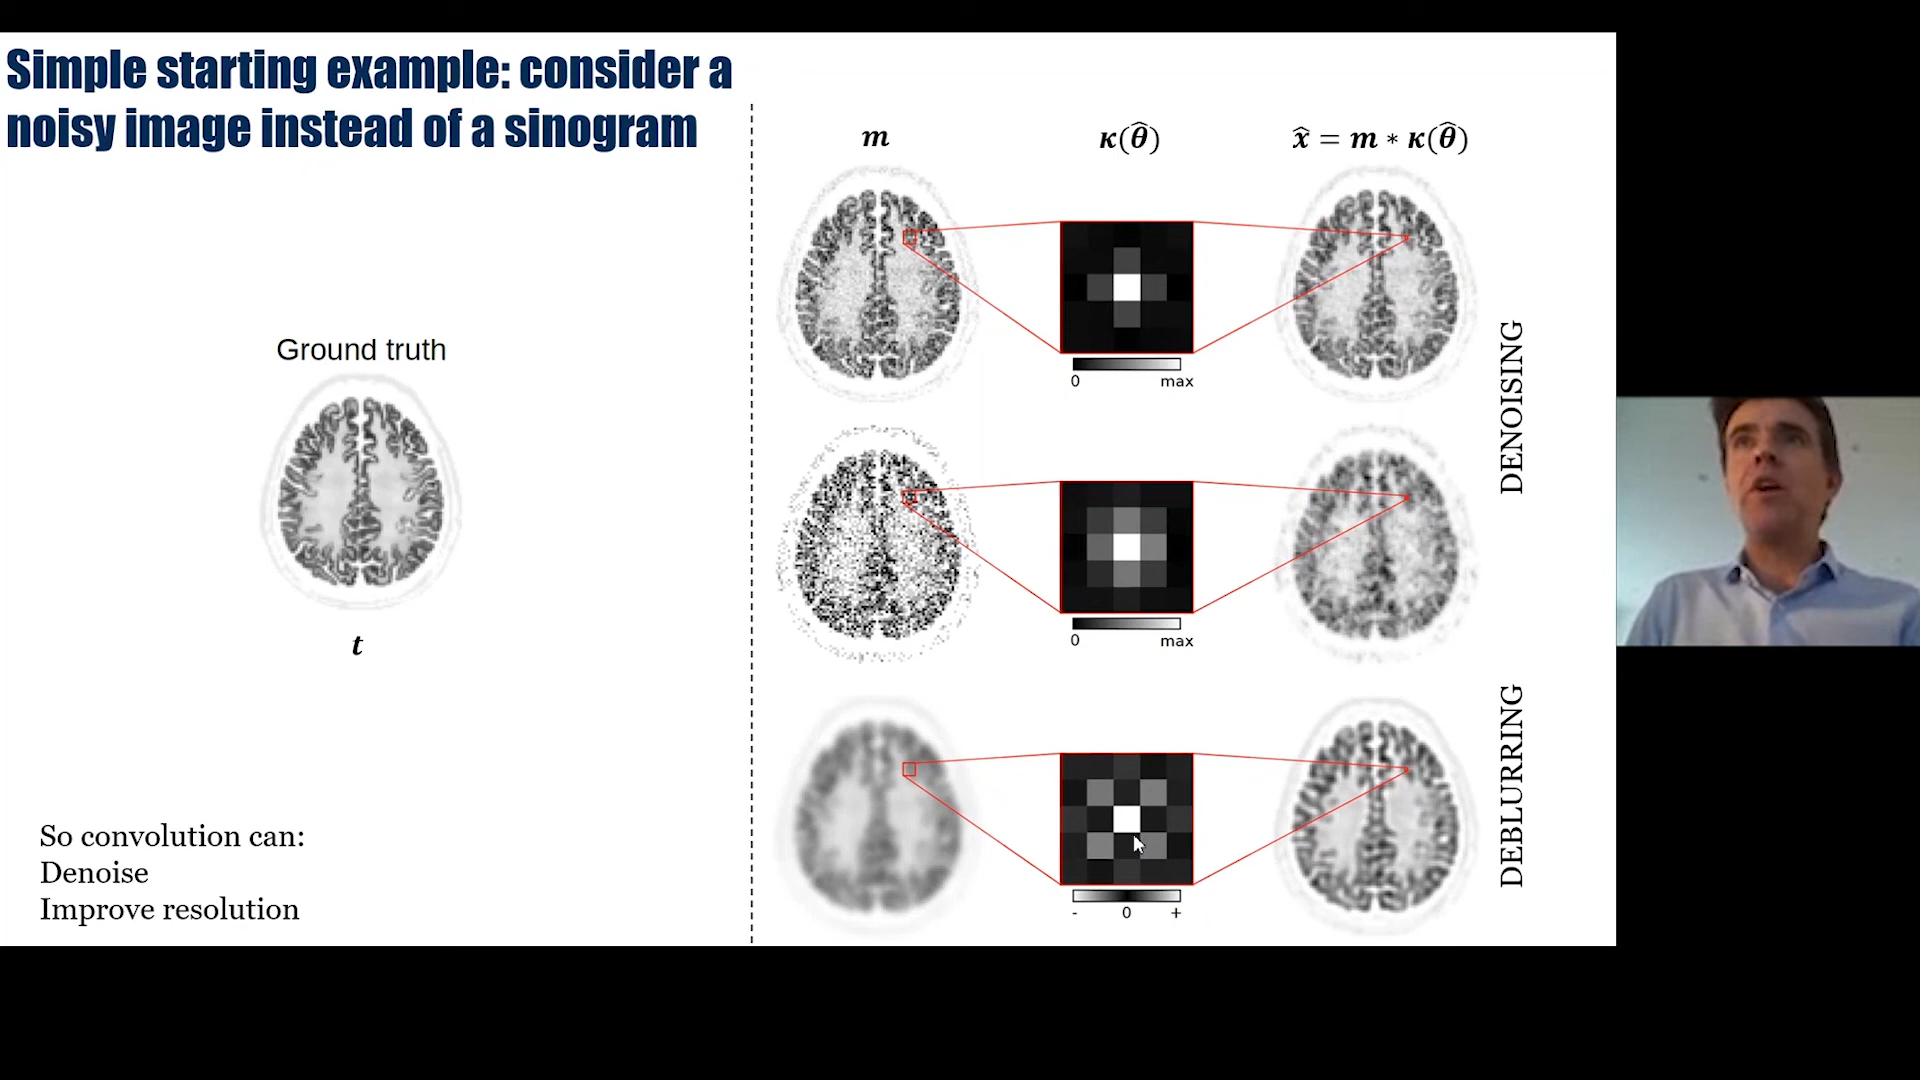 Simple starting example: consider a
noisy image instead of a sinogram
m
κ(θ̂)
x̂ = m * κ(θ̂)
Ground truth
t
0 max
0 max
- 0 +
DENOISING
DEBLURRING
So convolution can:
Denoise
Improve resolution